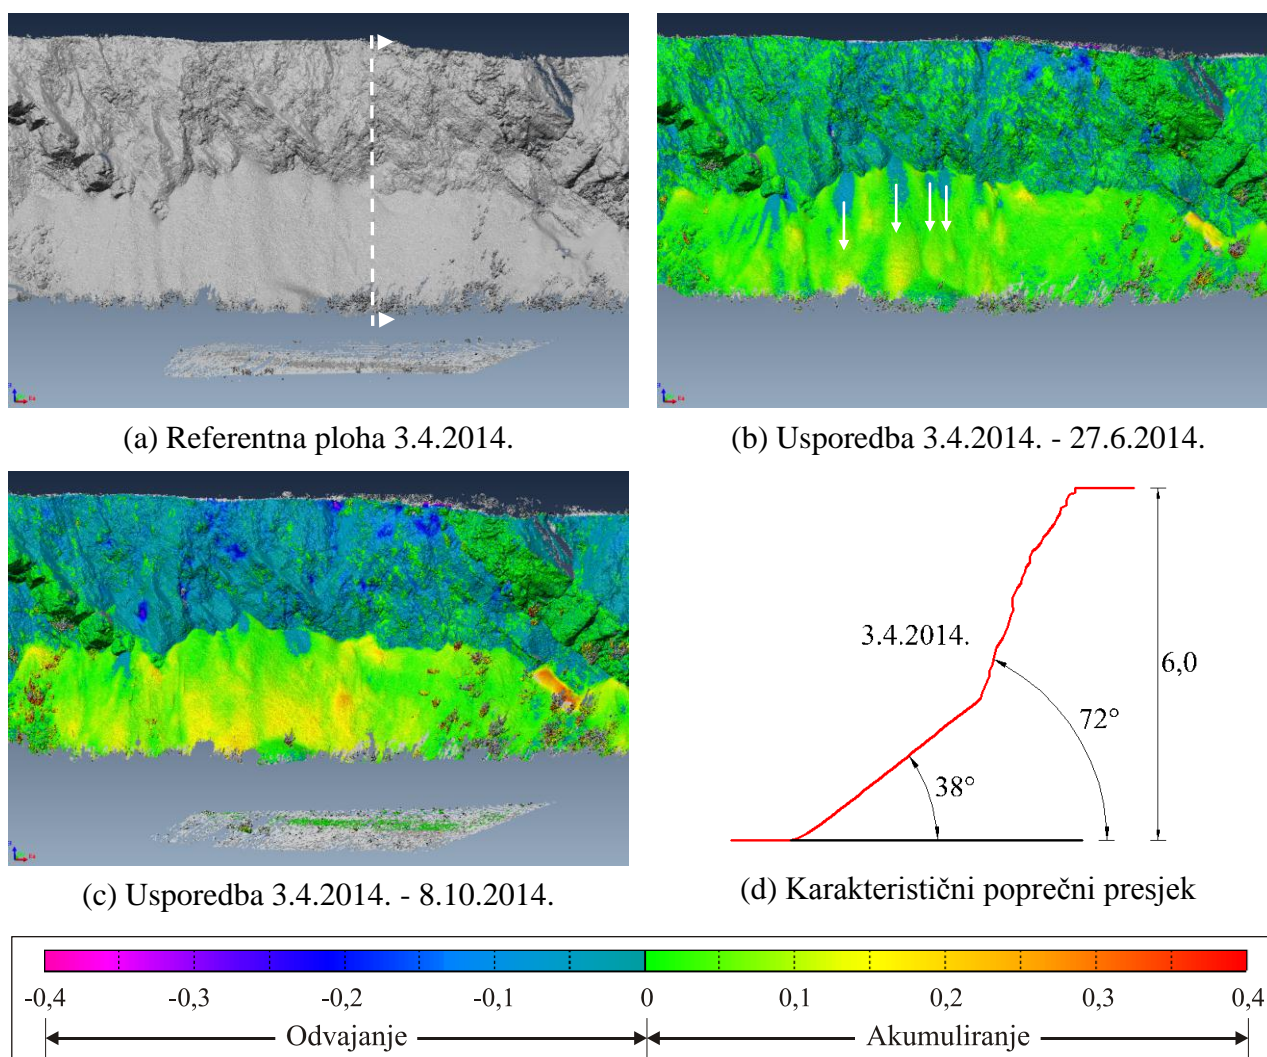 (a) Referentna ploha 3.4.2014.
(b) Usporedba 3.4.2014. - 27.6.2014.
3.4.2014.
6,0
72°
38°
(c) Usporedba 3.4.2014. - 8.10.2014.
(d) Karakteristični poprečni presjek
-0,4 -0,3 -0,2 -0,1 0 0,1 0,2 0,3 0,4
Odvajanje Akumuliranje